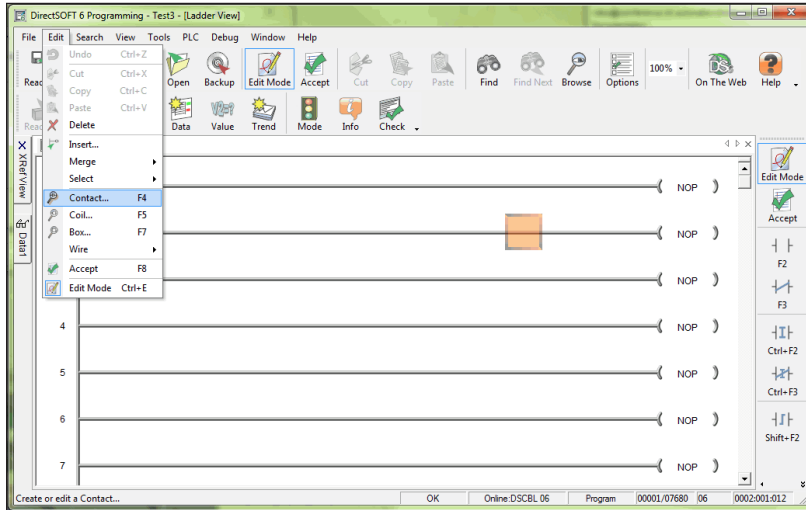 DirectSOFT 6 Programming - Test3 - [Ladder View]
File Edit Search View Tools PLC Debug Window Help
Undo Ctrl+Z
Cut Ctrl+X
Copy Ctrl+C
Paste Ctrl+V
Delete
Insert...
Merge
Select
Contact... F4
Coil... F5
Box... F7
Wire
Accept F8
Edit Mode Ctrl+E
Open Backup Edit Mode Accept Cut Copy Paste Find Find Next Browse Options 100% On The Web Help
Data Value Trend Mode Info Check
XRefView
Data1
NOP
NOP
NOP
4 NOP
5 NOP
6 NOP
7 NOP
Edit Mode
Accept
F2
F3
Ctrl+F2
Ctrl+F3
Shift+F2
Create or edit a Contact... OK Online:DSCBL 06 Program 00001/07680 06 0002:001:012